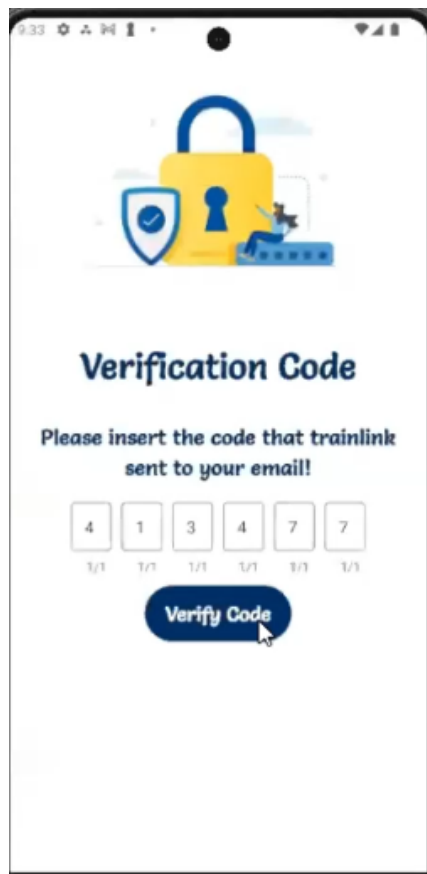 9:33
Verification Code
Please insert the code that trainlink
sent to your email!
4 1 3 4 7 7
1/1 1/1 1/1 1/1 1/1 1/1
Verify Code